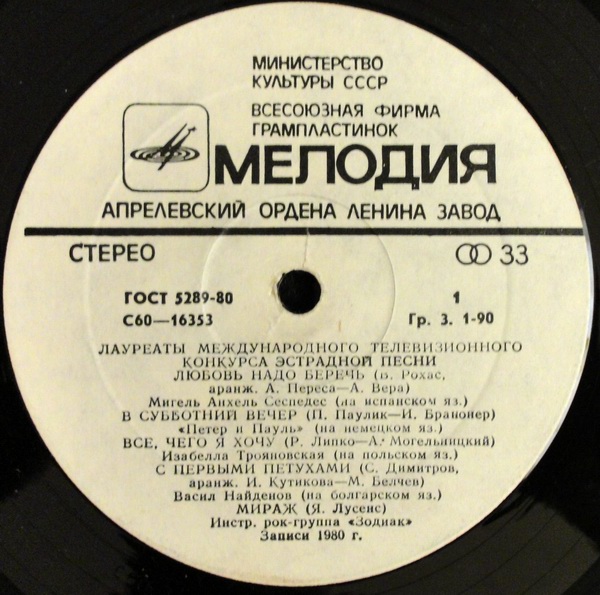 МИНИСТЕРСТВО
КУЛЬТУРЫ СССР
ВСЕСОЮЗНАЯ ФИРМА
ГРАМПЛАСТИНОК
МЕЛОДИЯ
АПРЕЛЕВСКИЙ ОРДЕНА ЛЕНИНА ЗАВОД
СТЕРЕО 33
ГОСТ 5289-80 1
С60—16353 Гр. 3. 1-90
ЛАУРЕАТЫ МЕЖДУНАРОДНОГО ТЕЛЕВИЗИОННОГО
КОНКУРСА ЭСТРАДНОЙ ПЕСНИ
ЛЮБОВЬ НАДО БЕРЕЧЬ (Б. Рохас,
аранж. А. Переса—А. Вера)
Мигель Анхель Сеспедес (на испанском яз.)
В СУББОТНИЙ ВЕЧЕР (П. Паулик—И. Бранонер)
«Петер и Пауль» (на немецком яз.)
ВСЕ, ЧЕГО Я ХОЧУ (Р. Липко—А. Могельницкий)
Изабелла Трояновская (на польском яз.)
С ПЕРВЫМИ ПЕТУХАМИ (С. Димитров,
аранж. И. Кутикова—М. Белчев)
Васил Найденов (на болгарском яз.)
МИРАЖ (Я. Лусенс)
Инстр. рок-группа «Зодиак»
Записи 1980 г.